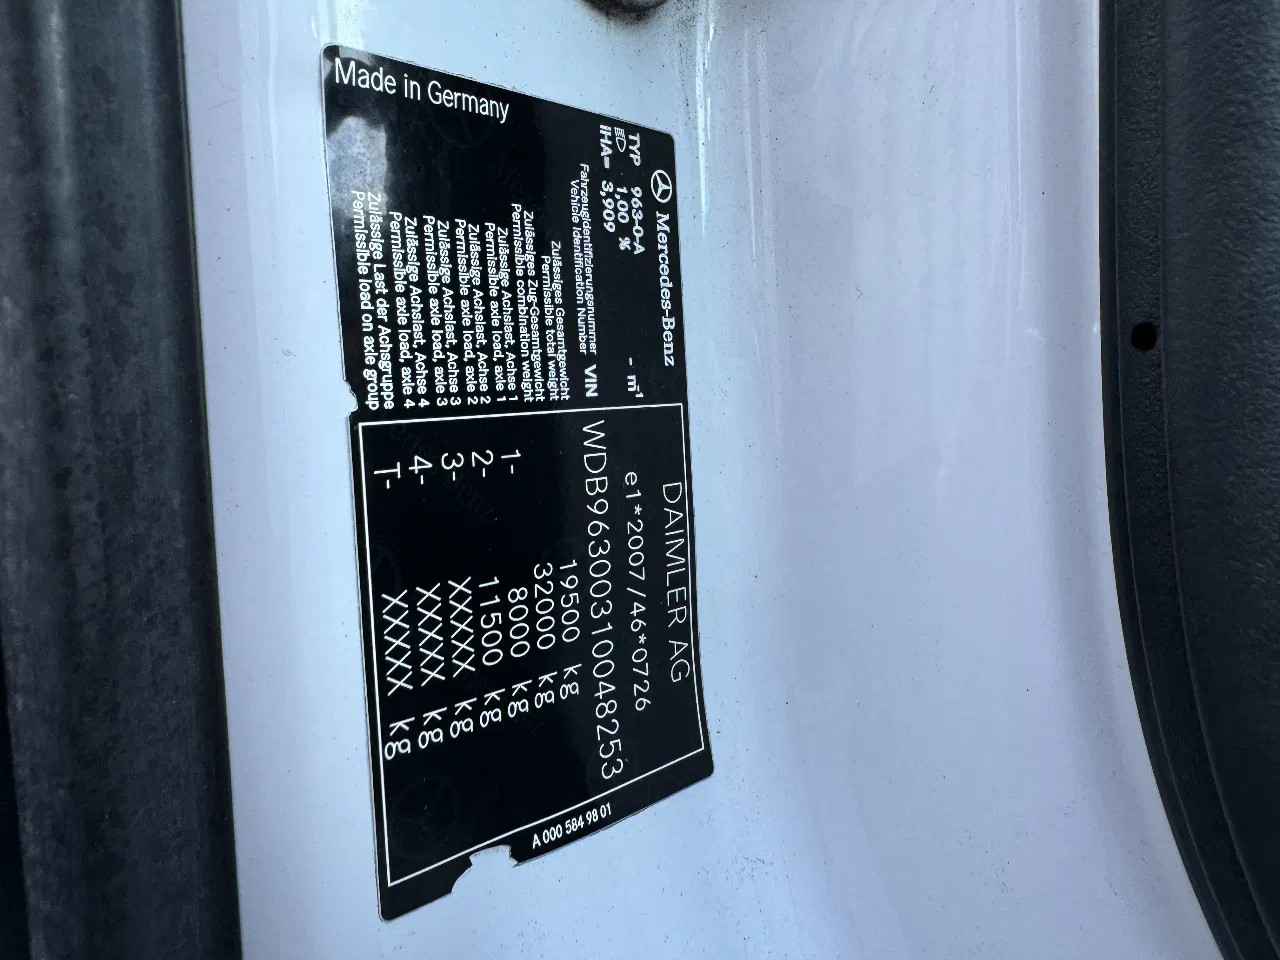 Mercedes-Benz
TYP 963-0-A - m¹
1,00 %
IHA= 3,909
DAIMLER AG
e1*2007/46*0726
Fahrzeugidentifizierungsnummer
Vehicle Identification Number VIN WDB9630031L0048253
Zulässiges Gesamtgewicht
Permissible total weight 19500 kg
Zulässiges Zug-Gesamtgewicht
Permissible combination weight 32000 kg
Zulässige Achslast, Achse 1
Permissible axle load, axle 1 1- 8000 kg
Zulässige Achslast, Achse 2
Permissible axle load, axle 2 2- 11500 kg
Zulässige Achslast, Achse 3
Permissible axle load, axle 3 3- XXXXX kg
Zulässige Achslast, Achse 4
Permissible axle load, axle 4 4- XXXXX kg
Zulässige Last der Achsgruppe
Permissible load on axle group T- XXXXX kg
Made in Germany
A 000 584 98 01